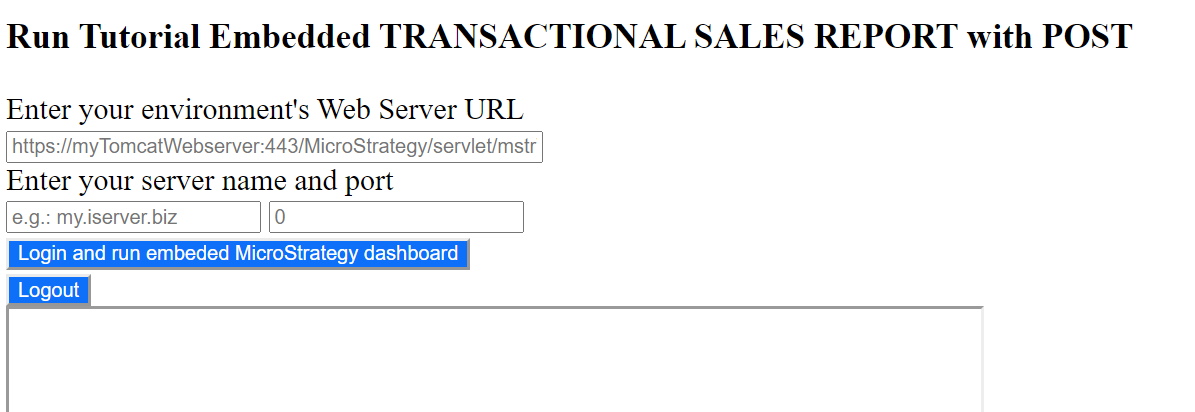 Run Tutorial Embedded TRANSACTIONAL SALES REPORT with POST
Enter your environment's Web Server URL
https://myTomcatWebserver:443/MicroStrategy/servlet/mstr
Enter your server name and port
e.g.: my.iserver.biz 0
Login and run embeded MicroStrategy dashboard
Logout